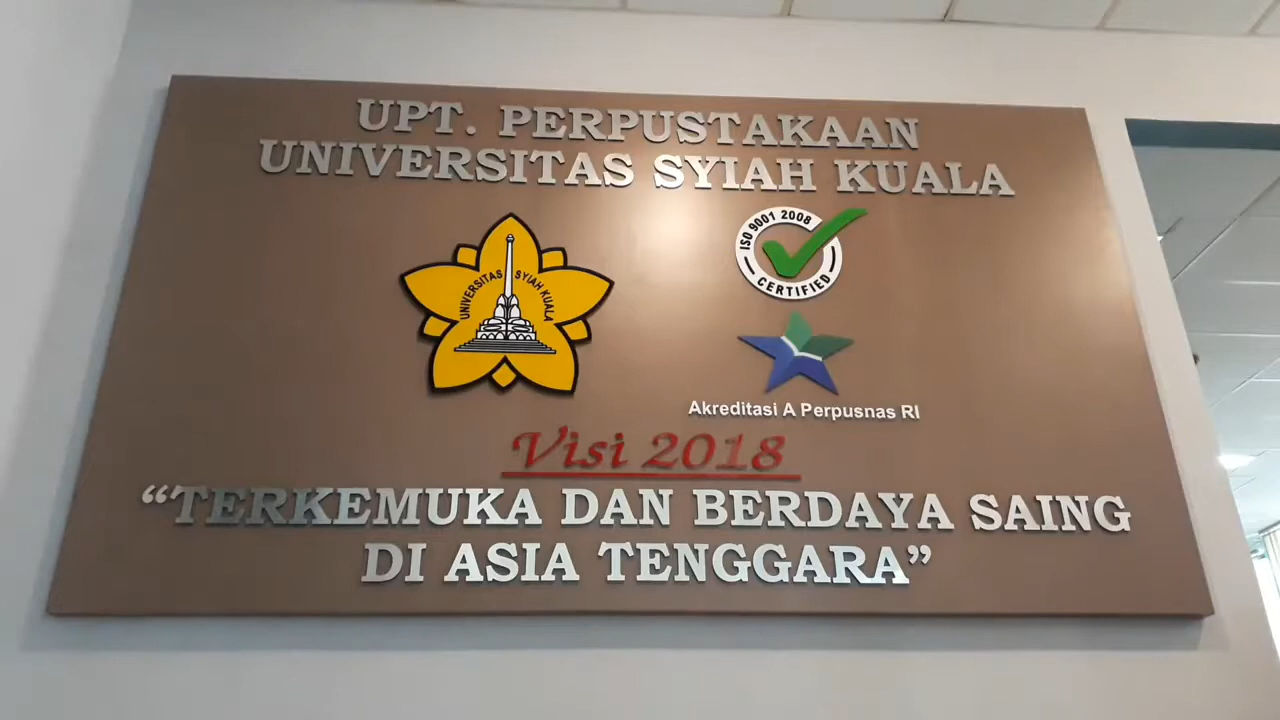 UPT. PERPUSTAKAAN
UNIVERSITAS SYIAH KUALA
UNIVERSITAS SYIAH KUALA
ISO 9001 2008
CERTIFIED
Akreditasi A Perpusnas RI
Visi 2018
“TERKEMUKA DAN BERDAYA SAING
DI ASIA TENGGARA”